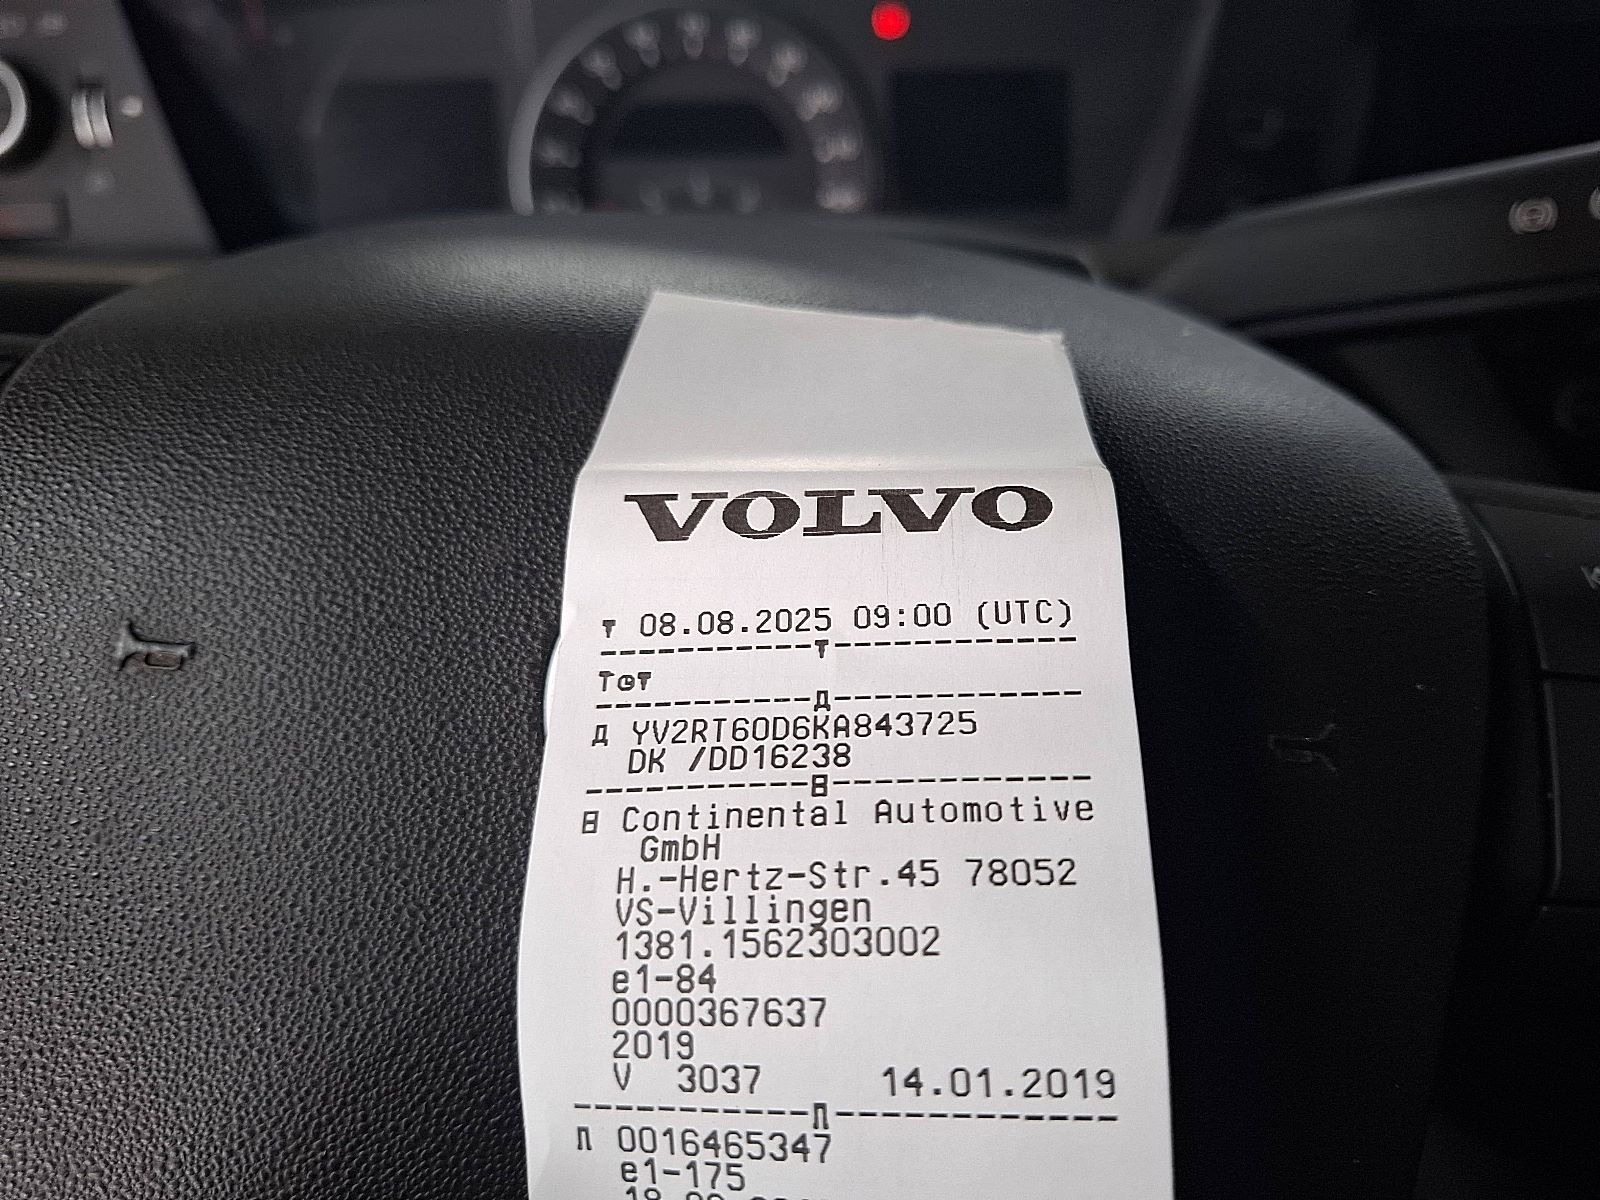 VOLVO
▼ 08.08.2025 09:00 (UTC)
-----------▼-------------
T⊙▼
-----------Д-------------
Д YV2RT60D6KA843725
DK /DD16238
-----------B-------------
B Continental Automotive
GmbH
H.-Hertz-Str.45 78052
VS-Villingen
1381.1562303002
e1-84
0000367637
2019
V 3037 14.01.2019
-----------Л-------------
Л 0016465347
e1-175